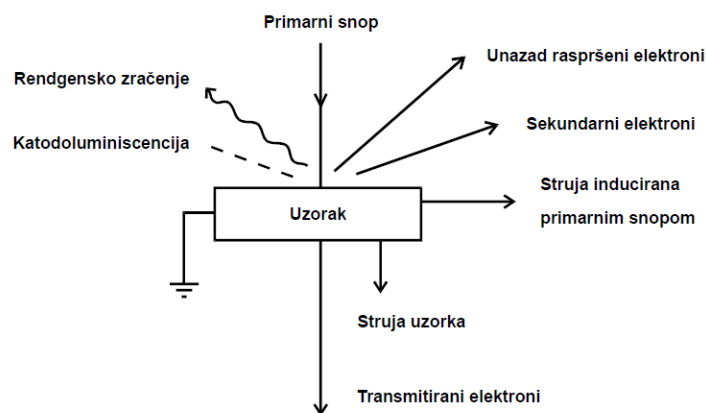 Primarni snop
Unazad raspršeni elektroni
Rendgensko zračenje
Sekundarni elektroni
Katodoluminiscencija
Struja inducirana
primarnim snopom
Uzorak
Struja uzorka
Transmitirani elektroni